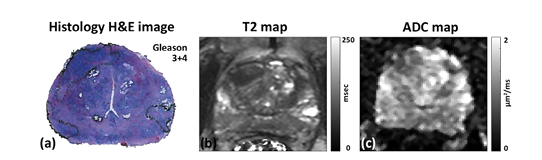 Histology H&E image
T2 map
ADC map
Gleason
3+4
250
msec
0
2
µm²/ms
0
(a)
(b)
(c)